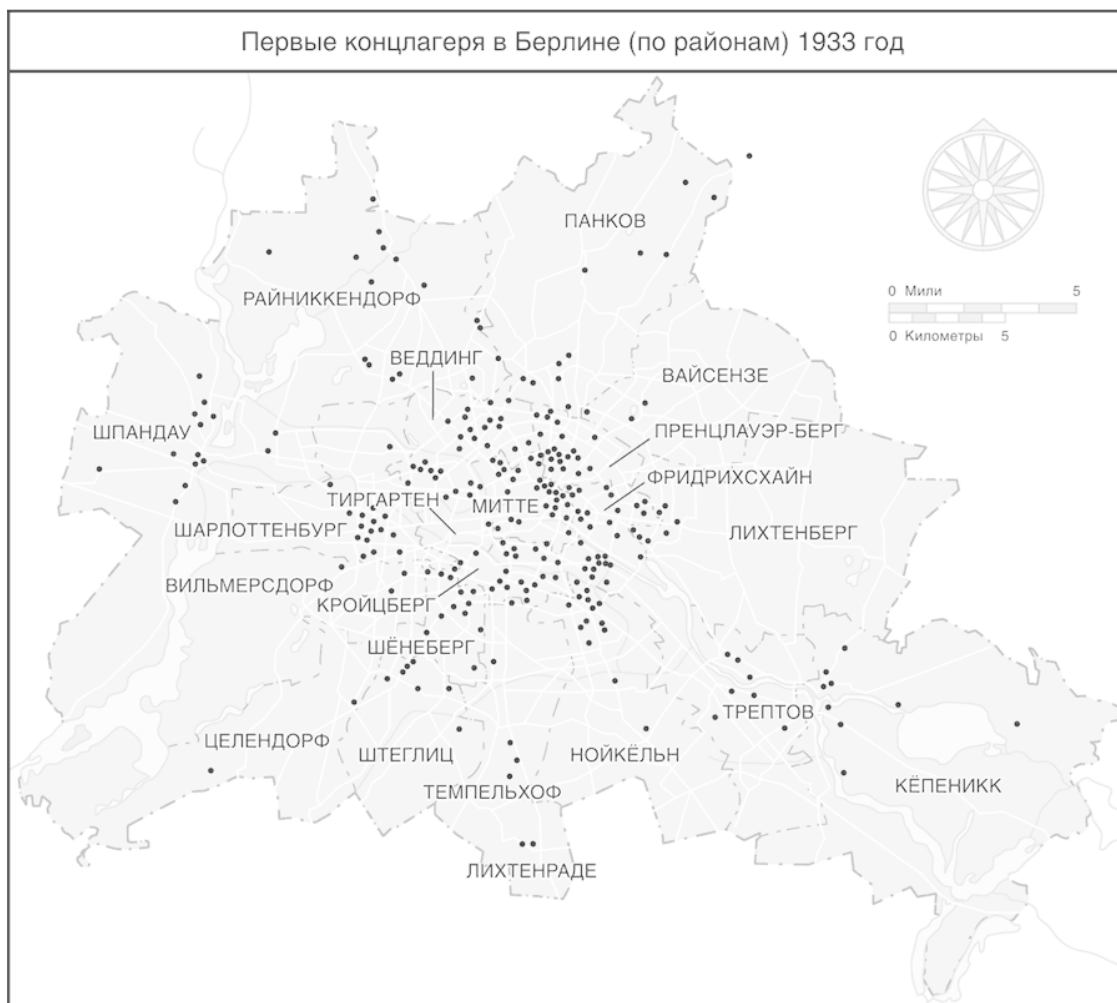 Первые концлагеря в Берлине (по районам) 1933 год
ПАНКОВ
0 Мили 5
0 Километры 5
РАЙНИККЕНДОРФ
ВЕДДИНГ
ВАЙСЕНЗЕ
ШПАНДАУ
ПРЕНЦЛАУЭР-БЕРГ
ФРИДРИХСХАЙН
ТИРГАРТЕН
МИТТЕ
ШАРЛОТТЕНБУРГ
ЛИХТЕНБЕРГ
ВИЛЬМЕРСДОРФ
КРОЙЦБЕРГ
ШЁНЕБЕРГ
ТРЕПТОВ
ЦЕЛЕНДОРФ
ШТЕГЛИЦ
НОЙКЁЛЬН
ТЕМПЕЛЬХОФ
КЁПЕНИКК
ЛИХТЕНРАДЕ